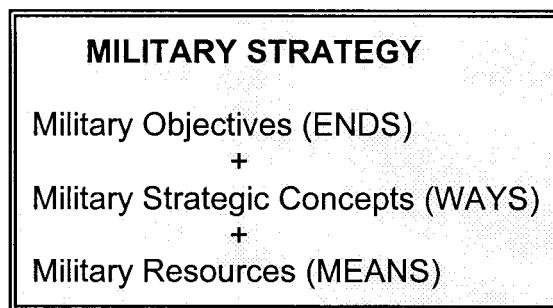 MILITARY STRATEGY
Military Objectives (ENDS)
+
Military Strategic Concepts (WAYS)
+
Military Resources (MEANS)